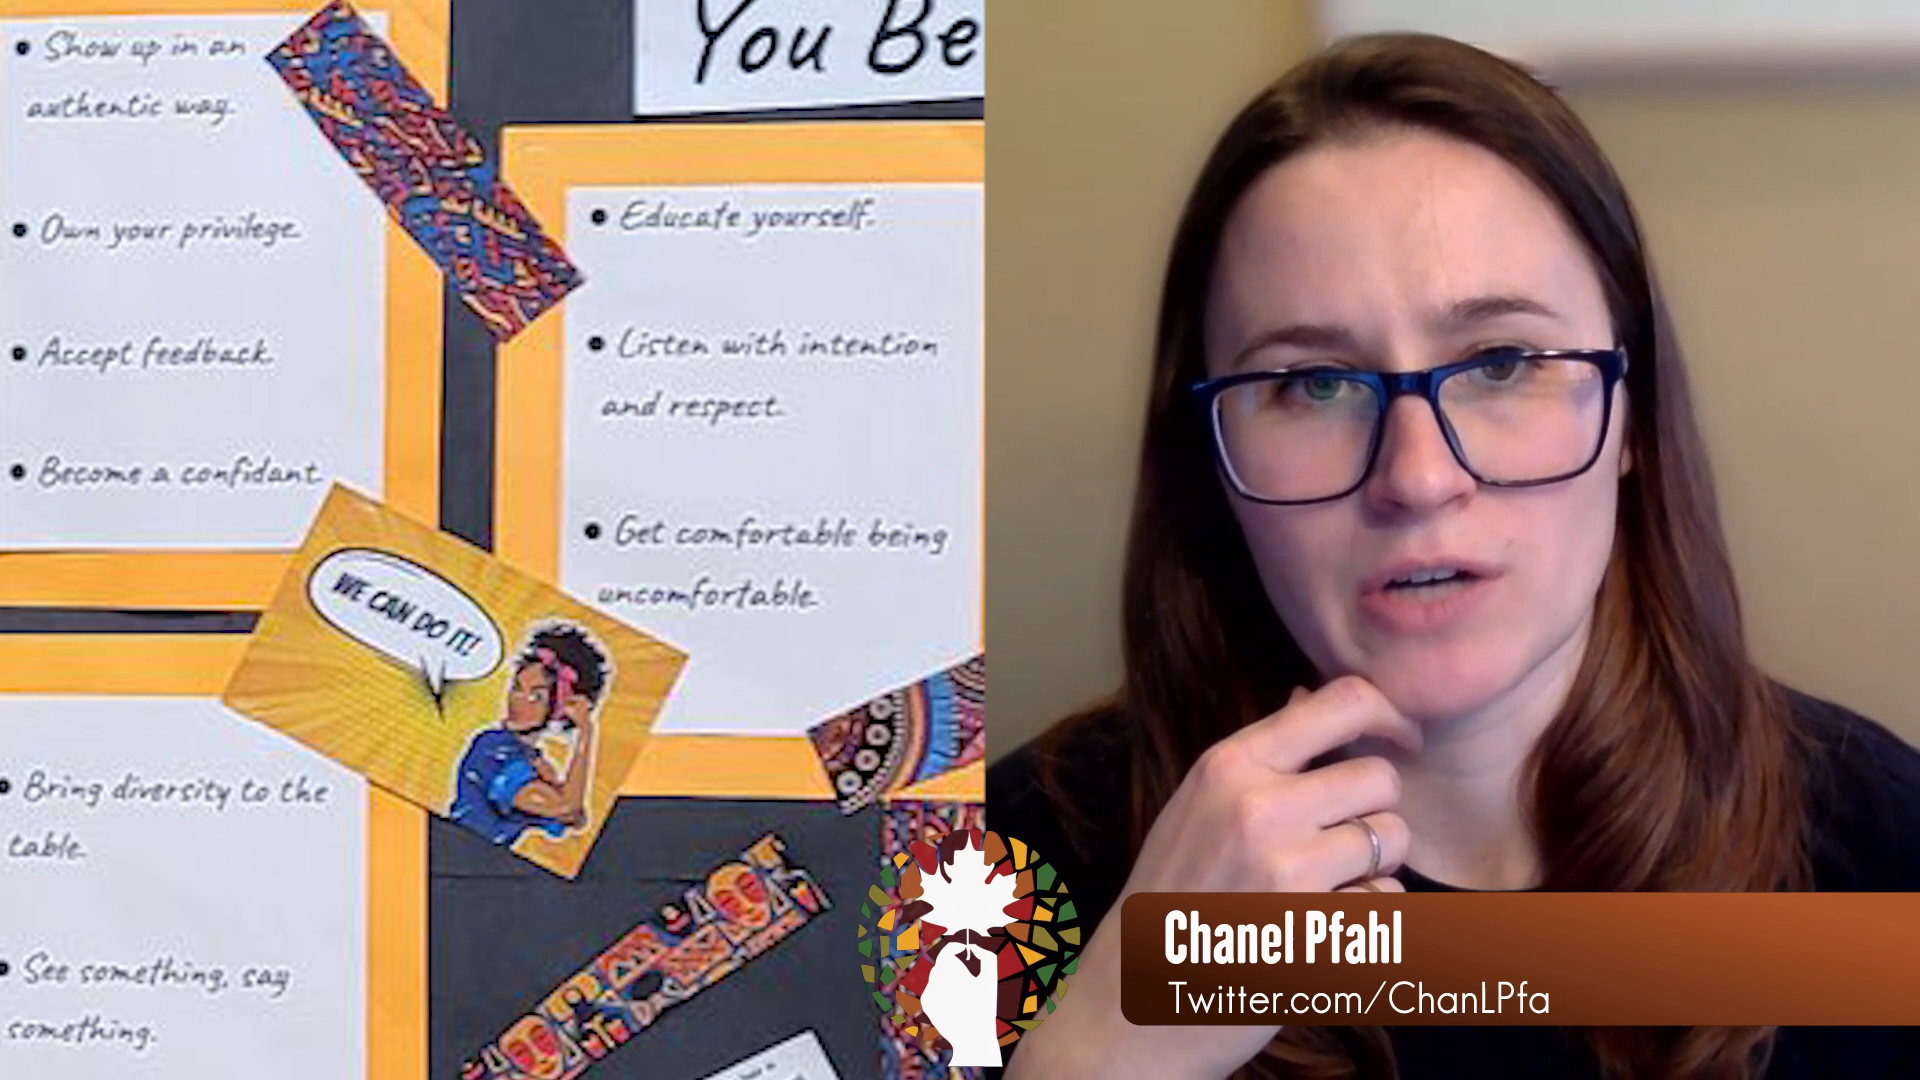 You Be
• Show up in an
authentic way.
• Own your privilege.
• Accept feedback.
• Become a confidant.
• Educate yourself.
• Listen with intention
and respect.
• Get comfortable being
uncomfortable.
WE CAN DO IT!
• Bring diversity to the
table.
• See something, say
something.
Chanel Pfahl
Twitter.com/ChanLPfa